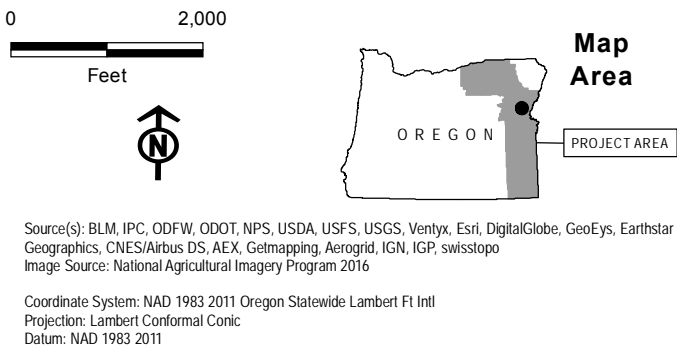 0 2,000
Feet
N
Map
Area
OREGON
PROJECT AREA
Source(s): BLM, IPC, ODFW, ODOT, NPS, USDA, USFS, USGS, Ventyx, Esri, DigitalGlobe, GeoEys, Earthstar
Geographics, CNES/Airbus DS, AEX, Getmapping, Aerogrid, IGN, IGP, swisstopo
Image Source: National Agricultural Imagery Program 2016
Coordinate System: NAD 1983 2011 Oregon Statewide Lambert Ft Intl
Projection: Lambert Conformal Conic
Datum: NAD 1983 2011